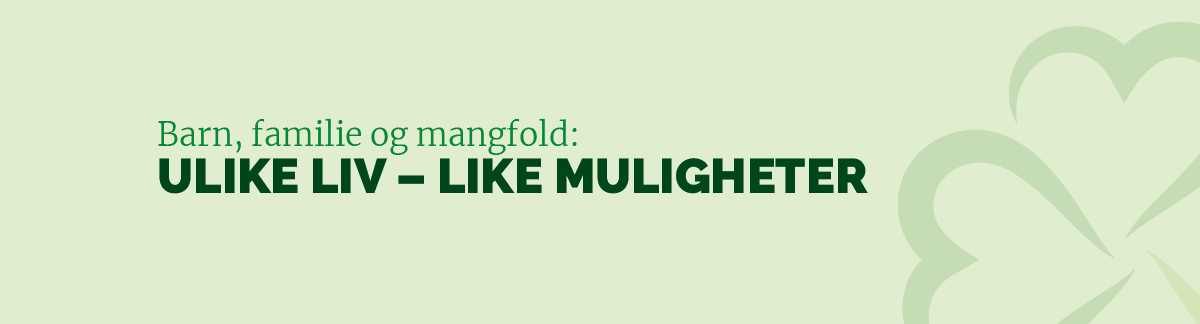 Barn, familie og mangfold:
ULIKE LIV – LIKE MULIGHETER